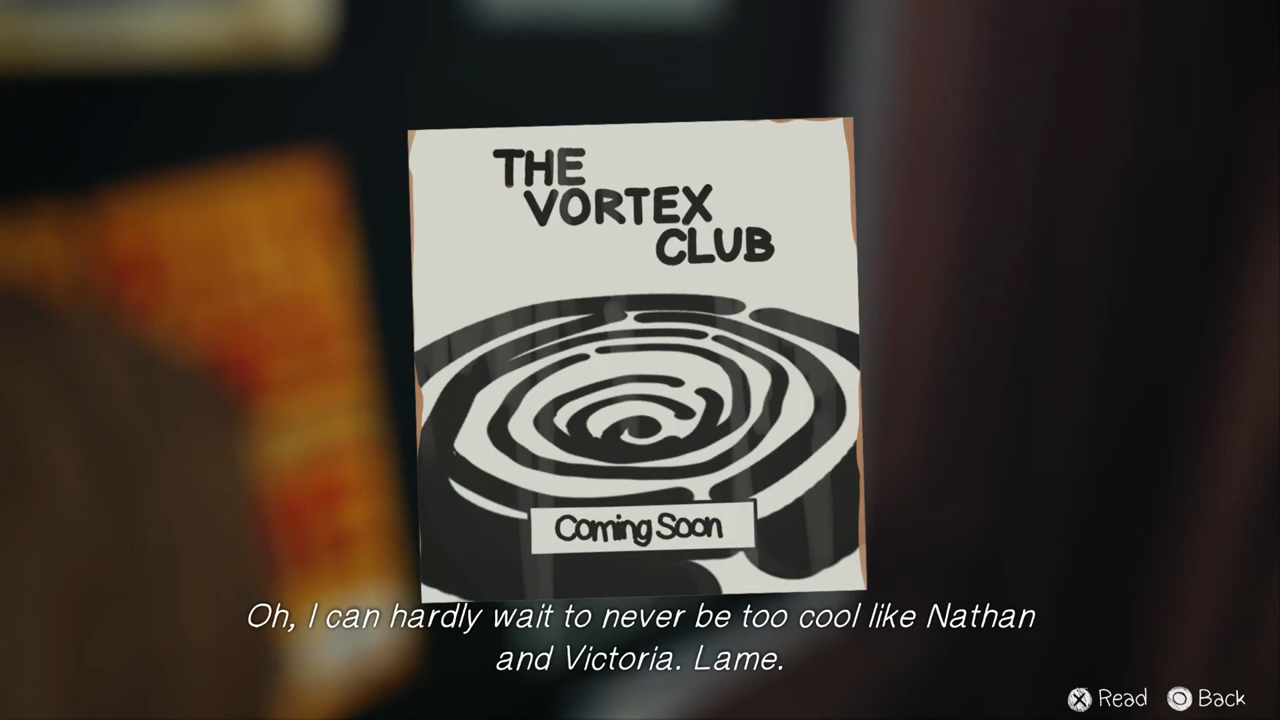 THE
VORTEX
CLUB
Coming Soon
Oh, I can hardly wait to never be too cool like Nathan
and Victoria. Lame.
Read Back